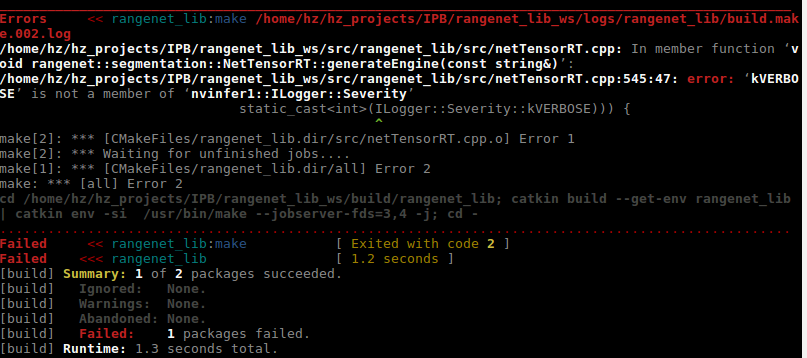 Errors     << rangenet_lib:make /home/hz/hz_projects/IPB/rangenet_lib_ws/logs/rangenet_lib/build.mak
e.002.log
/home/hz/hz_projects/IPB/rangenet_lib_ws/src/rangenet_lib/src/netTensorRT.cpp: In member function ‘v
oid rangenet::segmentation::NetTensorRT::generateEngine(const string&)’:
/home/hz/hz_projects/IPB/rangenet_lib_ws/src/rangenet_lib/src/netTensorRT.cpp:545:47: error: ‘kVERBO
SE’ is not a member of ‘nvinfer1::ILogger::Severity’
                              static_cast<int>(ILogger::Severity::kVERBOSE))) {
                                               ^
make[2]: *** [CMakeFiles/rangenet_lib.dir/src/netTensorRT.cpp.o] Error 1
make[2]: *** Waiting for unfinished jobs....
make[1]: *** [CMakeFiles/rangenet_lib.dir/all] Error 2
make: *** [all] Error 2
cd /home/hz/hz_projects/IPB/rangenet_lib_ws/build/rangenet_lib; catkin build --get-env rangenet_lib
| catkin env -si  /usr/bin/make --jobserver-fds=3,4 -j; cd -
Failed     << rangenet_lib:make           [ Exited with code 2 ]
Failed    <<< rangenet_lib                [ 1.2 seconds ]
[build] Summary: 1 of 2 packages succeeded.
[build]   Ignored:   None.
[build]   Warnings:  None.
[build]   Abandoned: None.
[build]   Failed:    1 packages failed.
[build] Runtime: 1.3 seconds total.